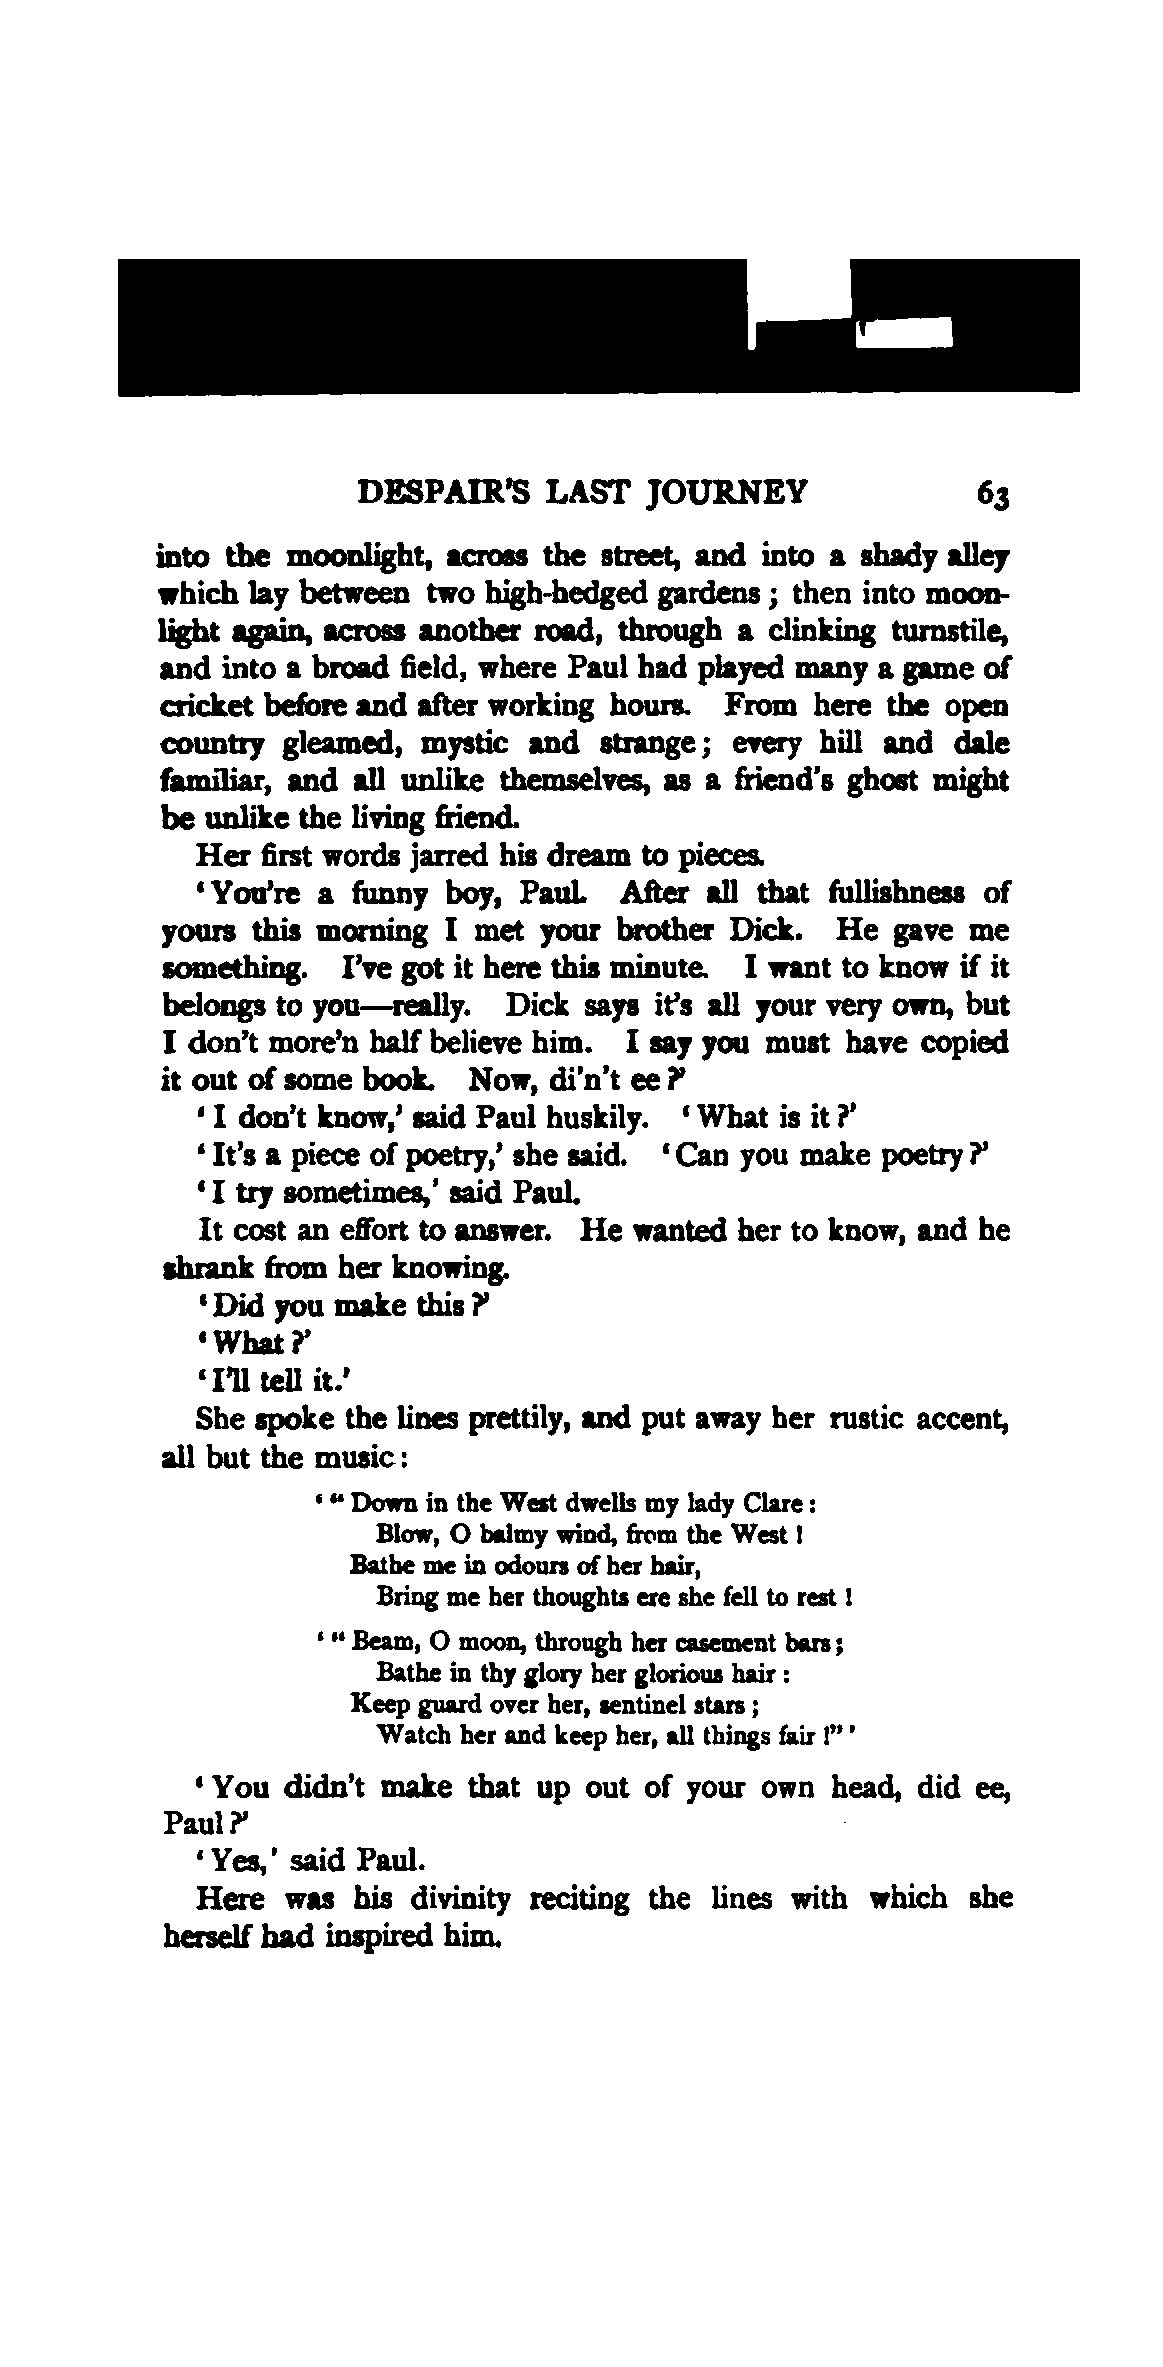 DESPAIR'S LAST JOURNEY 63
into the moonlight, across the street, and into a shady alley
which lay between two high-hedged gardens ; then into moon-
light again, across another road, through a clinking turnstile,
and into a broad field, where Paul had played many a game of
cricket before and after working hours. From here the open
country gleamed, mystic and strange; every hill and dale
familiar, and all unlike themselves, as a friend's ghost might
be unlike the living friend.
Her first words jarred his dream to pieces.
'You're a funny boy, Paul. After all that fullishness of
yours this morning I met your brother Dick. He gave me
something. I've got it here this minute. I want to know if it
belongs to you—really. Dick says it's all your very own, but
I don't more'n half believe him. I say you must have copied
it out of some book. Now, di'n't ee ?'
'I don't know,' said Paul huskily. 'What is it ?'
'It's a piece of poetry,' she said. 'Can you make poetry ?'
'I try sometimes,' said Paul.
It cost an effort to answer. He wanted her to know, and he
shrank from her knowing.
'Did you make this ?'
'What ?'
'I'll tell it.'
She spoke the lines prettily, and put away her rustic accent,
all but the music :
' " Down in the West dwells my lady Clare :
Blow, O balmy wind, from the West !
Bathe me in odours of her hair,
Bring me her thoughts ere she fell to rest !
' " Beam, O moon, through her casement bars ;
Bathe in thy glory her glorious hair :
Keep guard over her, sentinel stars ;
Watch her and keep her, all things fair !" '
'You didn't make that up out of your own head, did ee,
Paul ?'
'Yes,' said Paul.
Here was his divinity reciting the lines with which she
herself had inspired him.